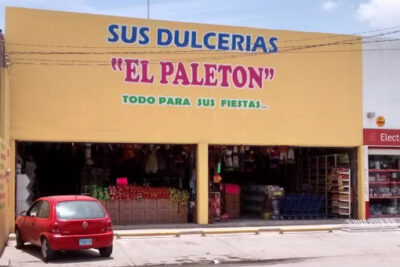 SUS DULCERIAS
"EL PALETON"
TODO PARA SUS FIESTAS...
Elect